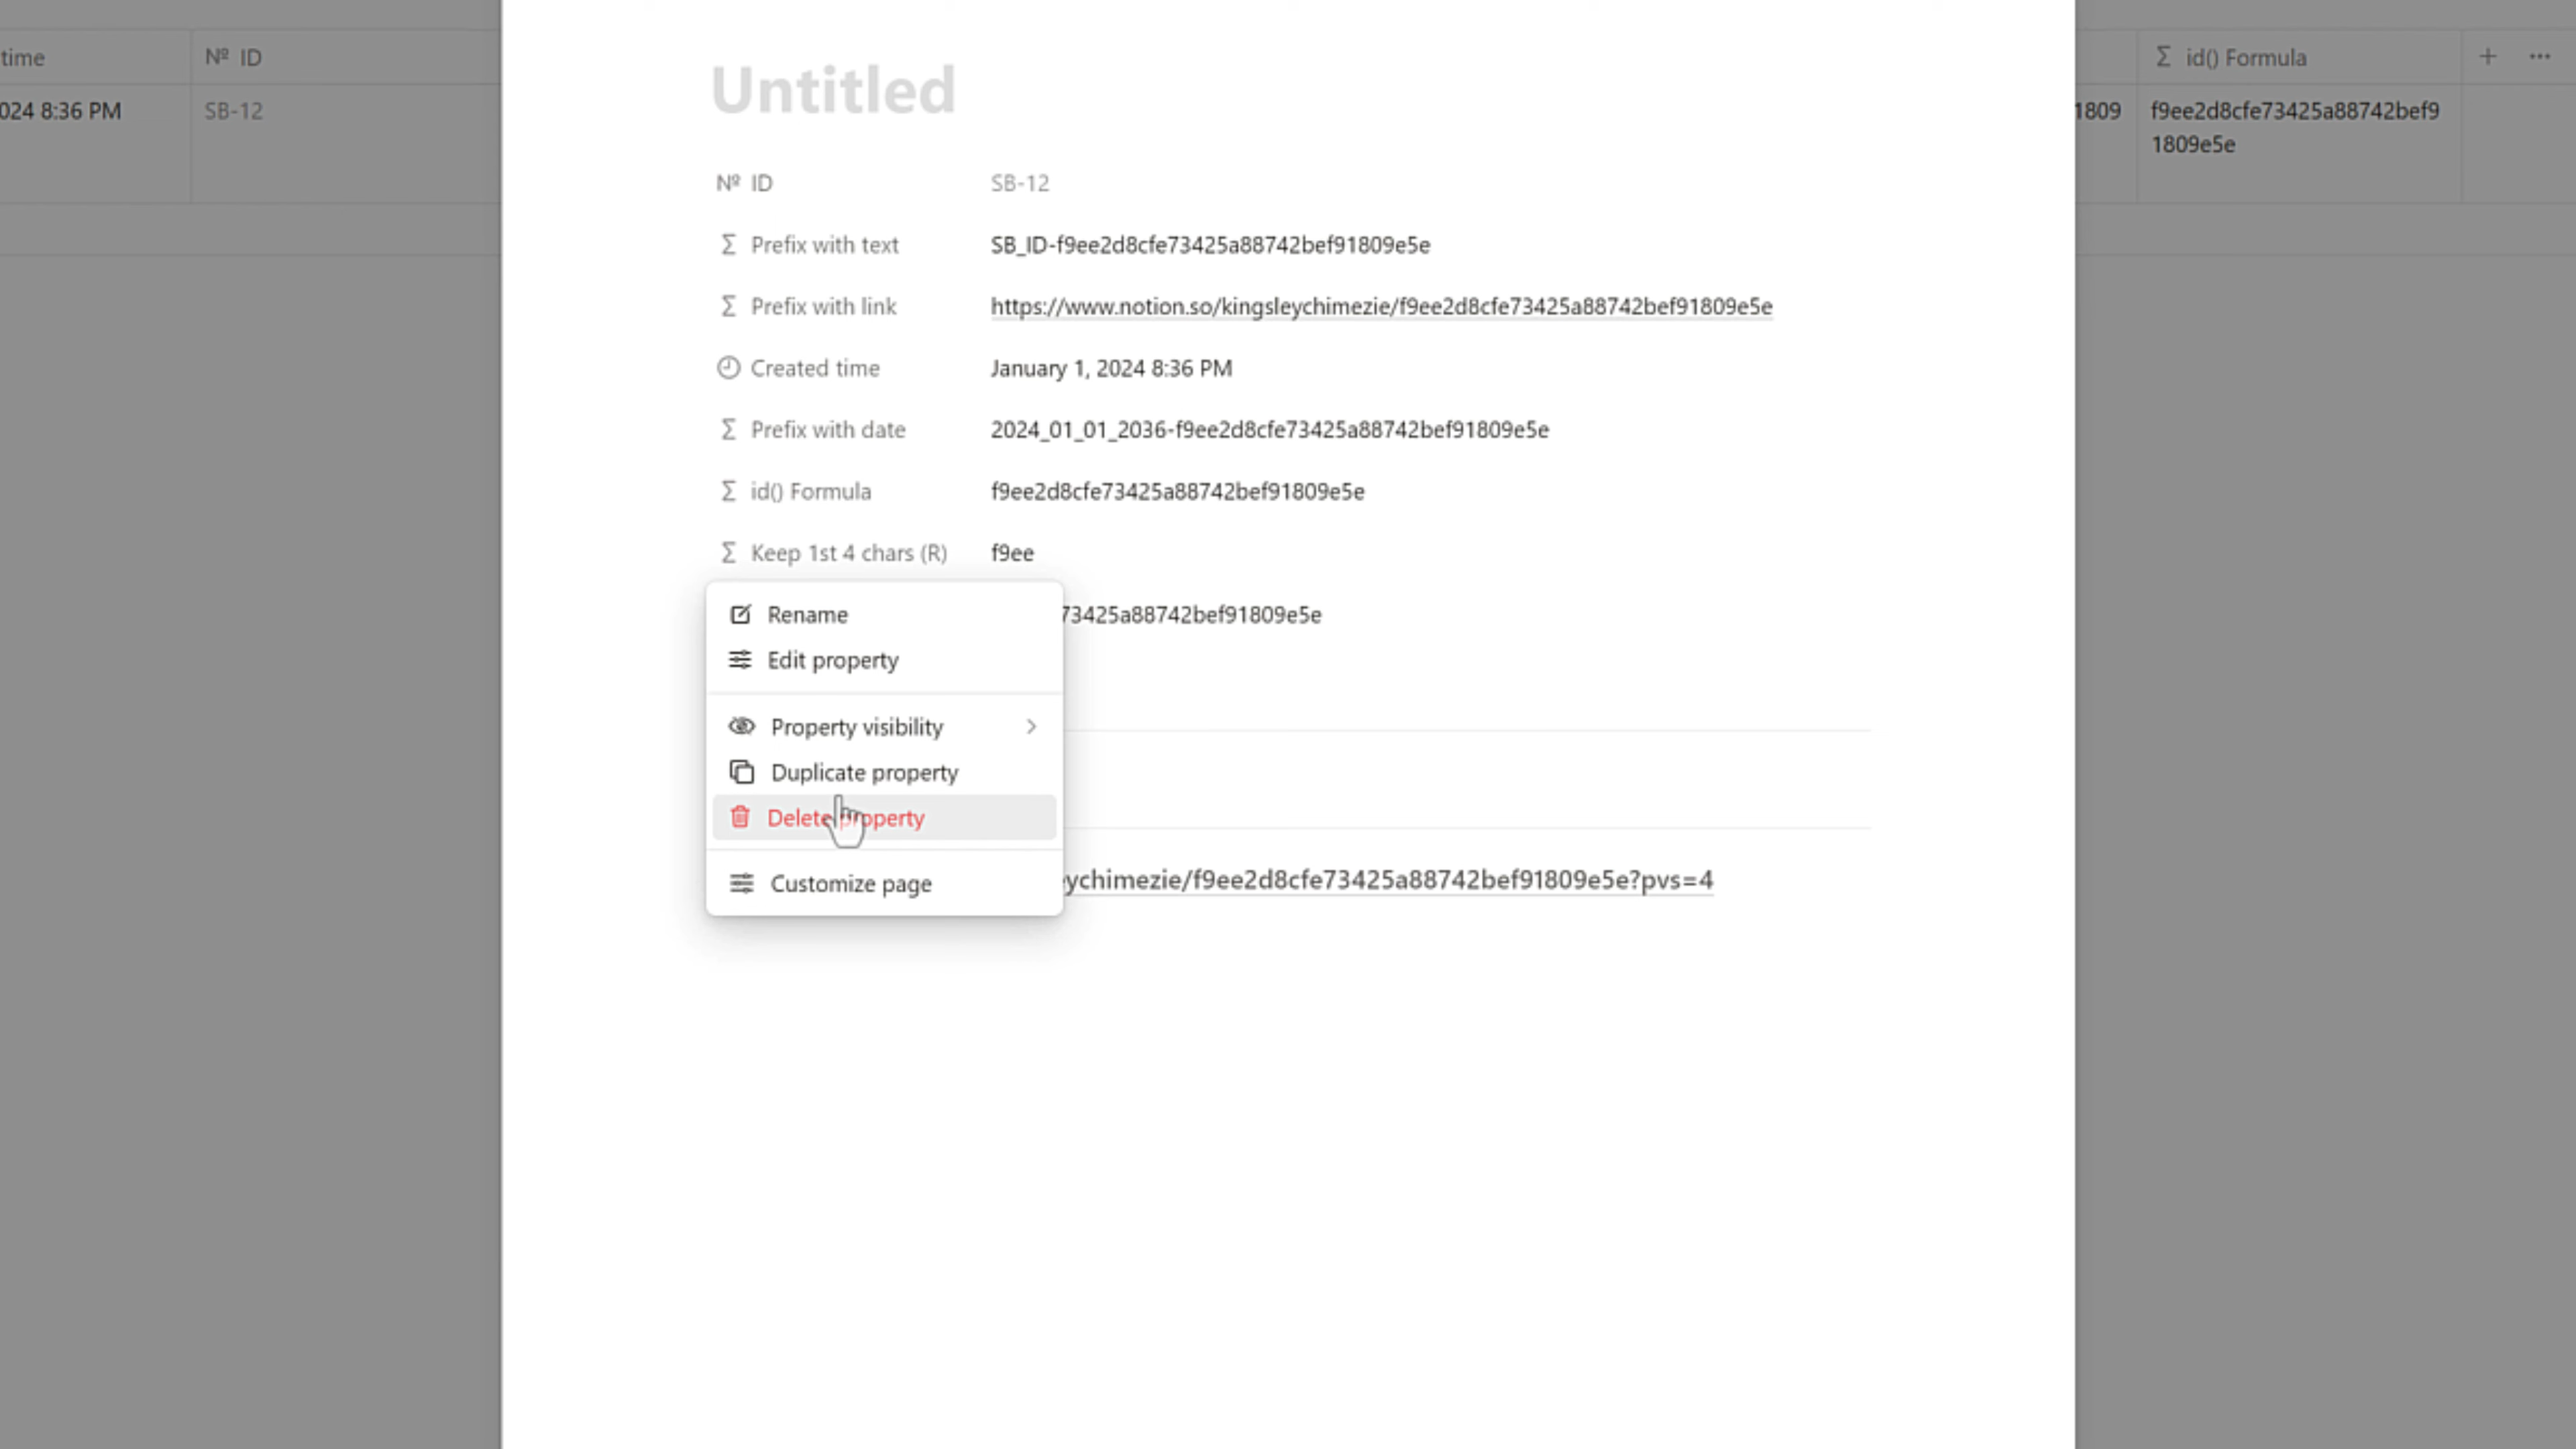 time
Nº ID
Σ id() Formula
024 8:36 PM
SB-12
1809
f9ee2d8cfe73425a88742bef9
1809e5e
Untitled
Nº ID SB-12
Σ Prefix with text SB_ID-f9ee2d8cfe73425a88742bef91809e5e
Σ Prefix with link https://www.notion.so/kingsleychimezie/f9ee2d8cfe73425a88742bef91809e5e
Created time January 1, 2024 8:36 PM
Σ Prefix with date 2024_01_01_2036-f9ee2d8cfe73425a88742bef91809e5e
Σ id() Formula f9ee2d8cfe73425a88742bef91809e5e
Σ Keep 1st 4 chars (R) f9ee
73425a88742bef91809e5e
Rename
Edit property
Property visibility
Duplicate property
Delete property
Customize page
ychimezie/f9ee2d8cfe73425a88742bef91809e5e?pvs=4